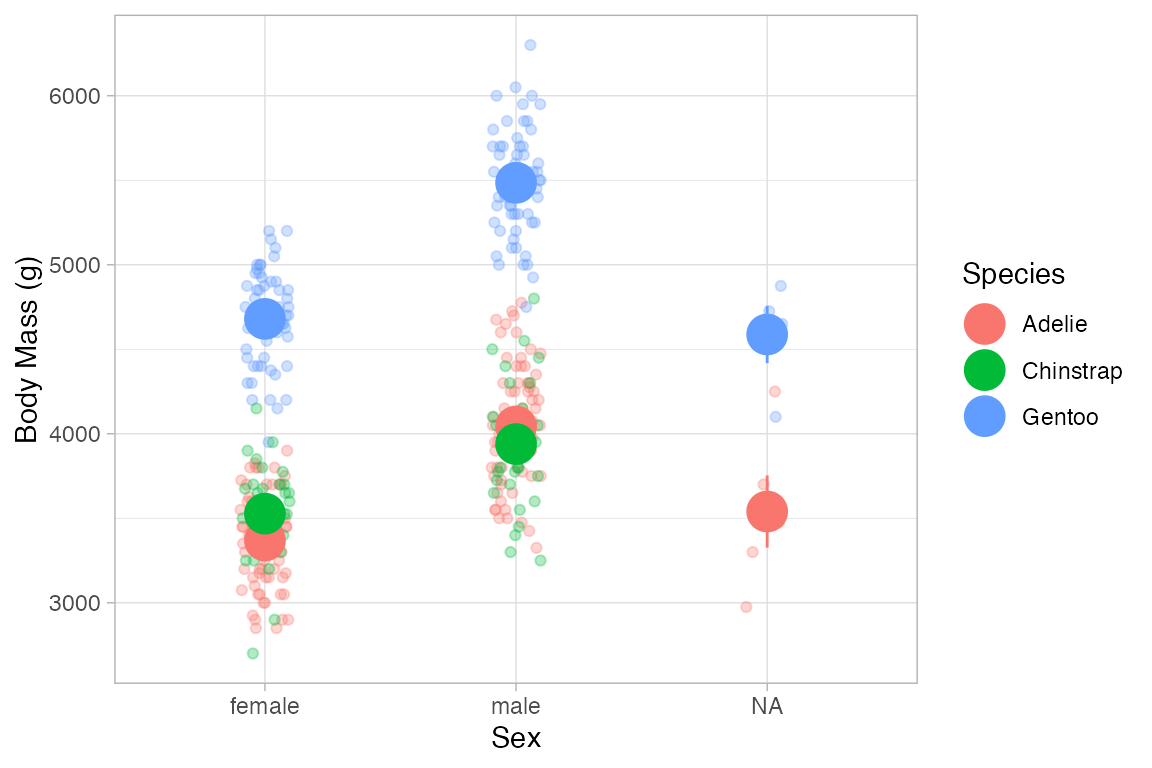 6000
5000
4000
3000
Body Mass (g)
female
male
NA
Sex
Species
Adelie
Chinstrap
Gentoo